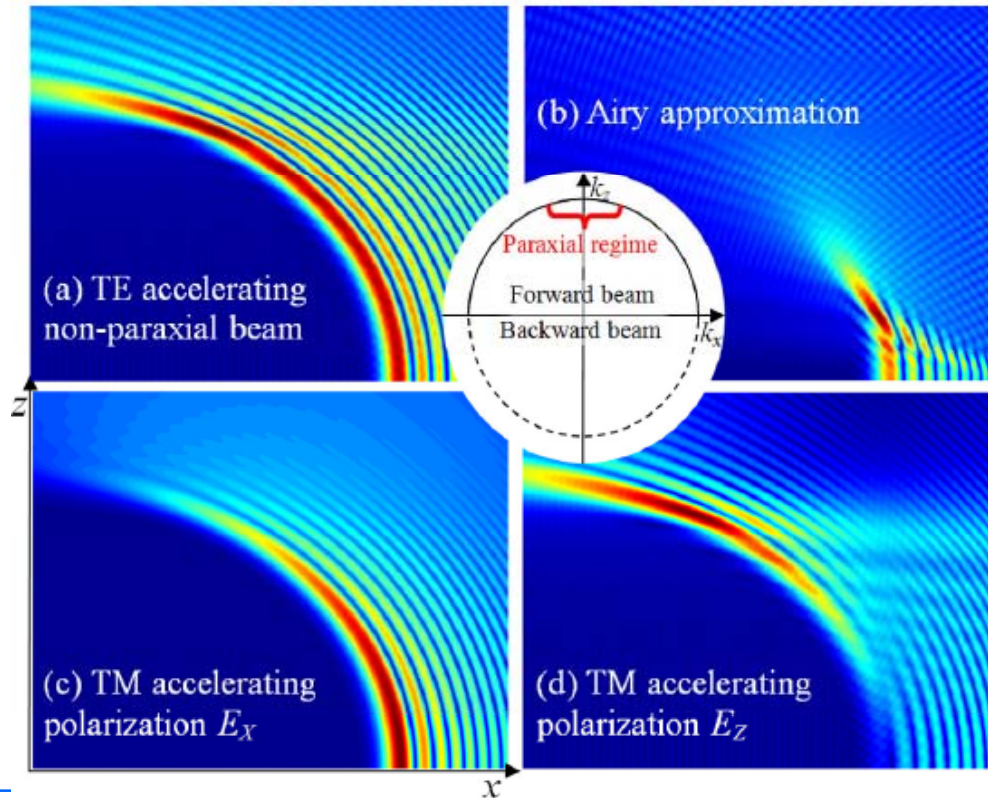 (a) TE accelerating
non-paraxial beam
(b) Airy approximation
k_z
Paraxial regime
Forward beam
Backward beam
k_x
(c) TM accelerating
polarization E_X
(d) TM accelerating
polarization E_Z
z
x